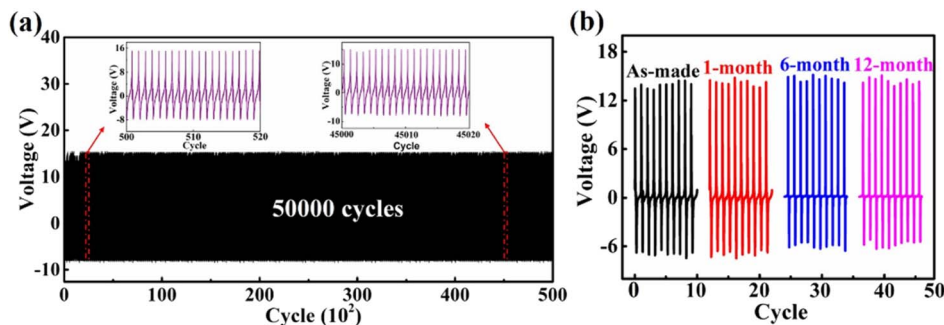 (a)
40
30
20
10
0
-10
Voltage (V)
0 100 200 300 400 500
Cycle (10²)
50000 cycles
16
8
0
-8
Voltage (V)
500 510 520
Cycle
10
0
-10
Voltage (V)
45000 45010 45020
Cycle
(b)
18
12
6
0
-6
Voltage (V)
As-made 1-month 6-month 12-month
0 10 20 30 40 50
Cycle